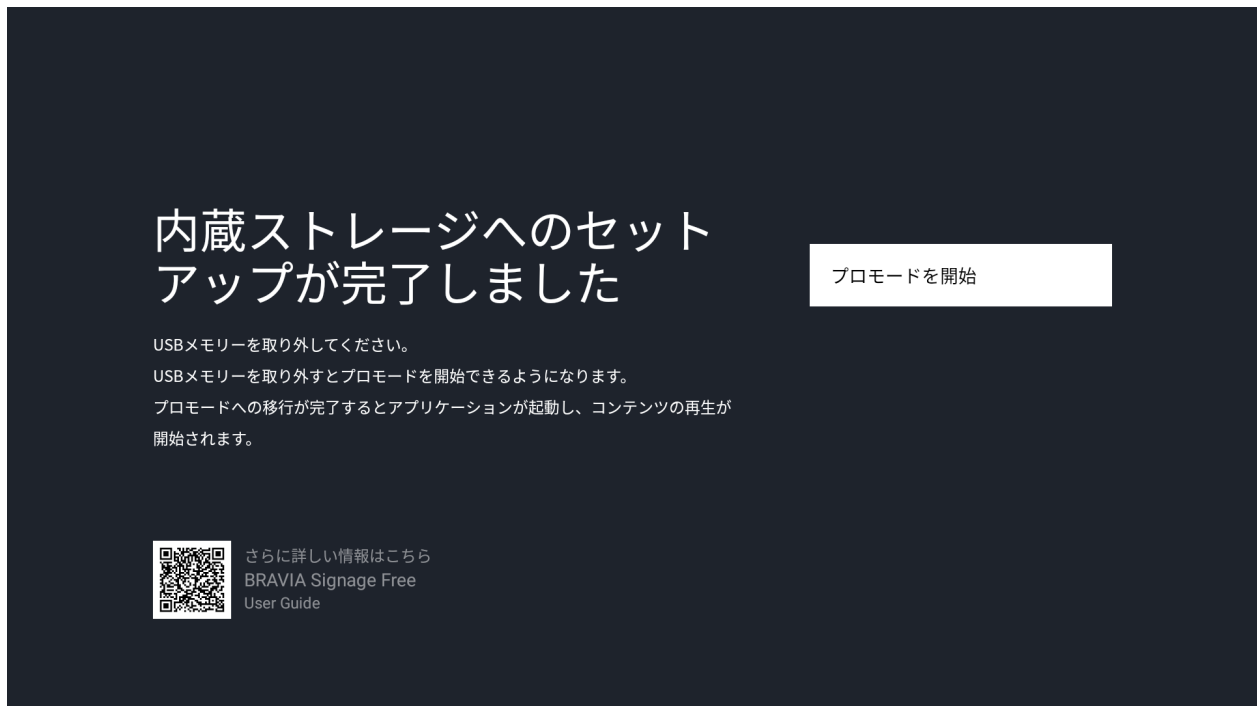 内蔵ストレージへのセット
アップが完了しました
USBメモリーを取り外してください。
USBメモリーを取り外すとプロモードを開始できるようになります。
プロモードへの移行が完了するとアプリケーションが起動し、コンテンツの再生が
開始されます。
プロモードを開始
さらに詳しい情報はこちら
BRAVIA Signage Free
User Guide